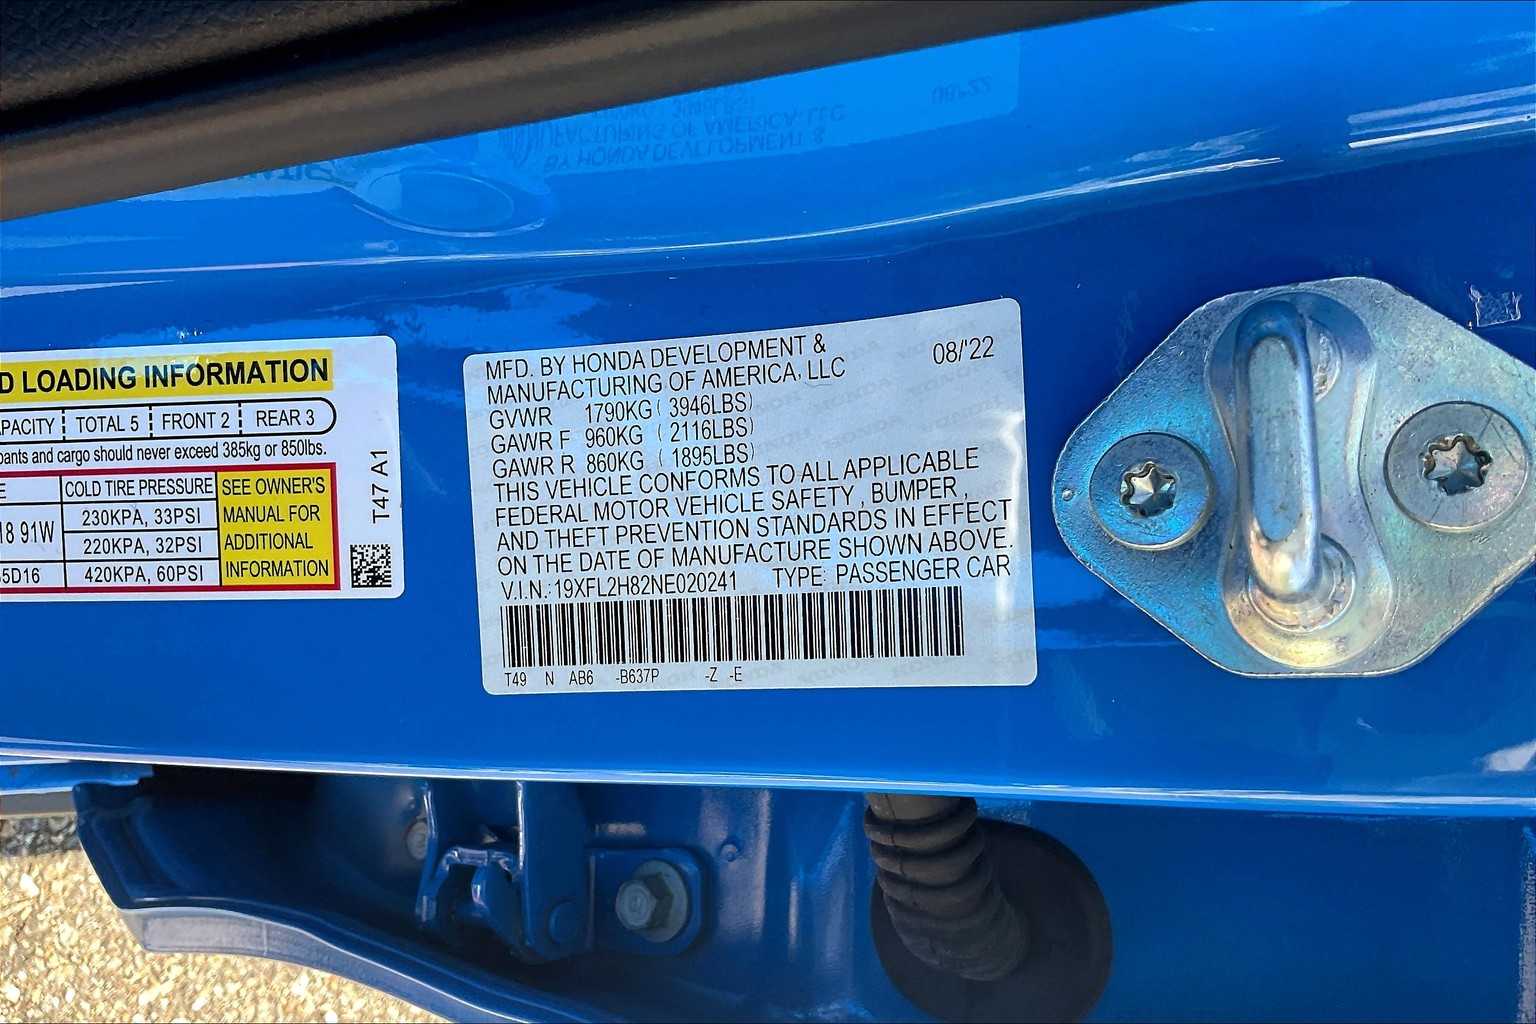 D LOADING INFORMATION
APACITY TOTAL 5 FRONT 2 REAR 3
pants and cargo should never exceed 385kg or 850lbs.
E COLD TIRE PRESSURE SEE OWNER'S
230KPA, 33PSI MANUAL FOR
18 91W 220KPA, 32PSI ADDITIONAL
5D16 420KPA, 60PSI INFORMATION
T47 A1
MFD. BY HONDA DEVELOPMENT & 08/'22
MANUFACTURING OF AMERICA, LLC
GVWR 1790KG ( 3946LBS)
GAWR F 960KG ( 2116LBS)
GAWR R 860KG ( 1895LBS)
THIS VEHICLE CONFORMS TO ALL APPLICABLE
FEDERAL MOTOR VEHICLE SAFETY , BUMPER ,
AND THEFT PREVENTION STANDARDS IN EFFECT
ON THE DATE OF MANUFACTURE SHOWN ABOVE.
V.I.N.: 19XFL2H82NE020241 TYPE: PASSENGER CAR
T49 N AB6 -B637P -Z -E